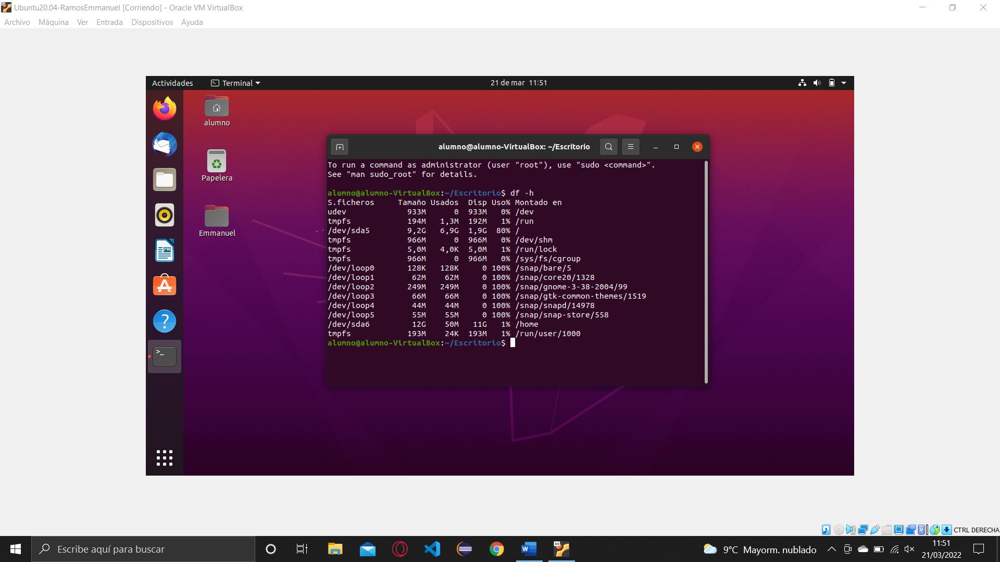 Ubuntu20.04-RamosEmmanuel [Corriendo] - Oracle VM VirtualBox
Archivo Máquina Ver Entrada Dispositivos Ayuda
Actividades Terminal 21 de mar 11:51
alumno
Papelera
Emmanuel
alumno@alumno-VirtualBox: ~/Escritorio
To run a command as administrator (user "root"), use "sudo <command>".
See "man sudo_root" for details.
alumno@alumno-VirtualBox:~/Escritorio$ df -h
S.ficheros Tamaño Usados Disp Uso% Montado en
udev 933M 0 933M 0% /dev
tmpfs 194M 1,3M 192M 1% /run
/dev/sda5 9,2G 6,9G 1,9G 80% /
tmpfs 966M 0 966M 0% /dev/shm
tmpfs 5,0M 4,0K 5,0M 1% /run/lock
tmpfs 966M 0 966M 0% /sys/fs/cgroup
/dev/loop0 128K 128K 0 100% /snap/bare/5
/dev/loop1 62M 62M 0 100% /snap/core20/1328
/dev/loop2 249M 249M 0 100% /snap/gnome-3-38-2004/99
/dev/loop3 66M 66M 0 100% /snap/gtk-common-themes/1519
/dev/loop4 44M 44M 0 100% /snap/snapd/14978
/dev/loop5 55M 55M 0 100% /snap/snap-store/558
/dev/sda6 12G 50M 11G 1% /home
tmpfs 193M 24K 193M 1% /run/user/1000
alumno@alumno-VirtualBox:~/Escritorio$
CTRL DERECHA
Escribe aquí para buscar
9°C Mayorm. nublado
11:51
21/03/2022